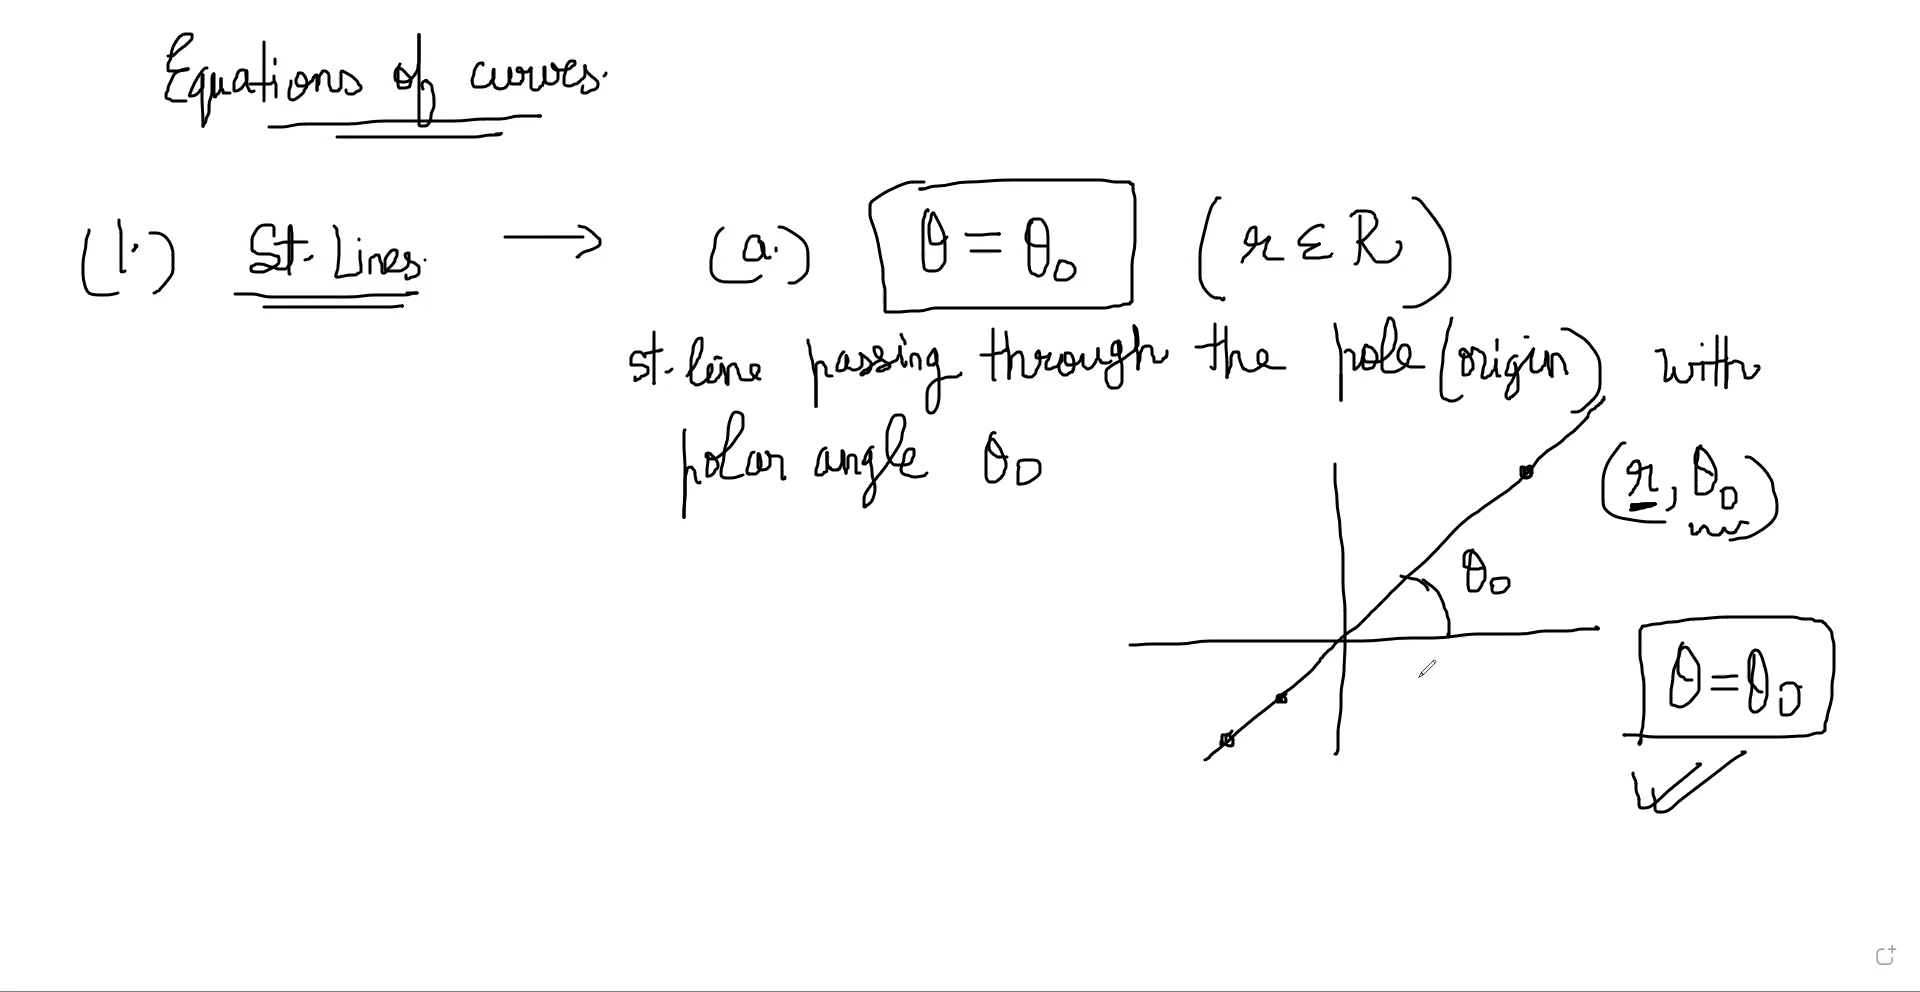 Equations of curves.
(1.) St. Lines. → (a.) θ = θ₀ (r ∈ R)
st. line passing through the pole (origin) with
polar angle θ₀
(r, θ₀)
θ₀
θ = θ₀